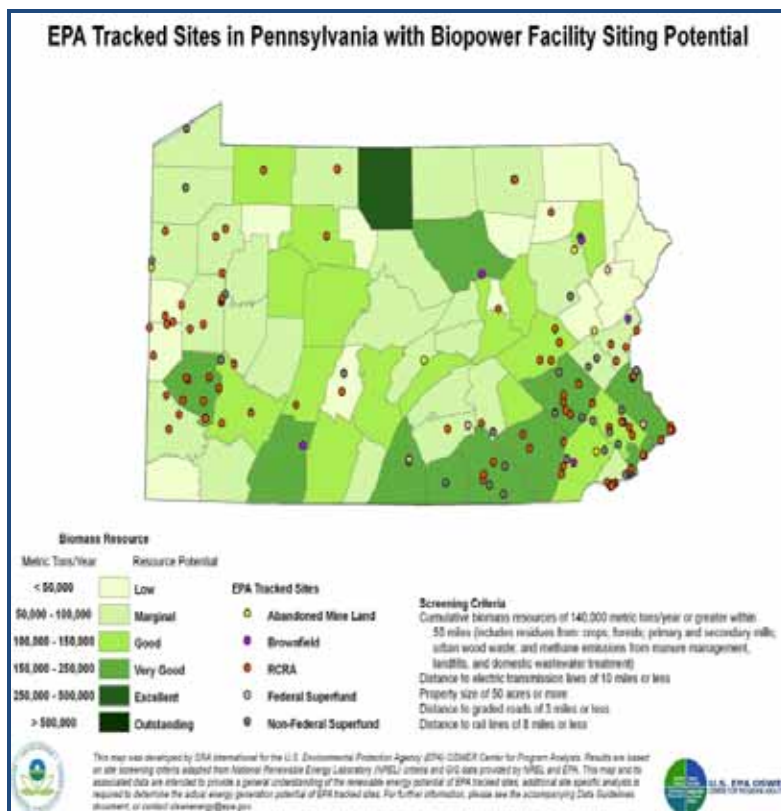 EPA Tracked Sites in Pennsylvania with Biopower Facility Siting Potential
Biomass Resource
Metric Tons/Year Resource Potential
< 50,000 Low
50,000 - 100,000 Marginal
100,000 - 150,000 Good
150,000 - 250,000 Very Good
250,000 - 500,000 Excellent
> 500,000 Outstanding
EPA Tracked Sites
Abandoned Mine Land
Brownfield
RCRA
Federal Superfund
Non-Federal Superfund
Screening Criteria
Cumulative biomass resources of 140,000 metric tons/year or greater within
50 miles (includes residues from: crops; forests; primary and secondary mills;
urban wood waste; and methane emissions from manure management,
landfills, and domestic wastewater treatment)
Distance to electric transmission lines of 10 miles or less
Property size of 50 acres or more
Distance to graded roads of 5 miles or less
Distance to rail lines of 8 miles or less
This map was developed by SRA International for the U.S. Environmental Protection Agency (EPA) OSWER Center for Program Analysis. Results are based
on site screening criteria adapted from National Renewable Energy Laboratory (NREL) criteria and GIS data provided by NREL and EPA. This map and its
associated data are intended to provide a general understanding of the renewable energy potential of EPA tracked sites; additional site specific analysis is
required to determine the actual energy generation potential of EPA tracked sites. For further information, please see the accompanying Data Guidelines
document, or contact oswerenergy@epa.gov
U.S. EPA OSWER
CENTER FOR PROGRAM ANALYSIS